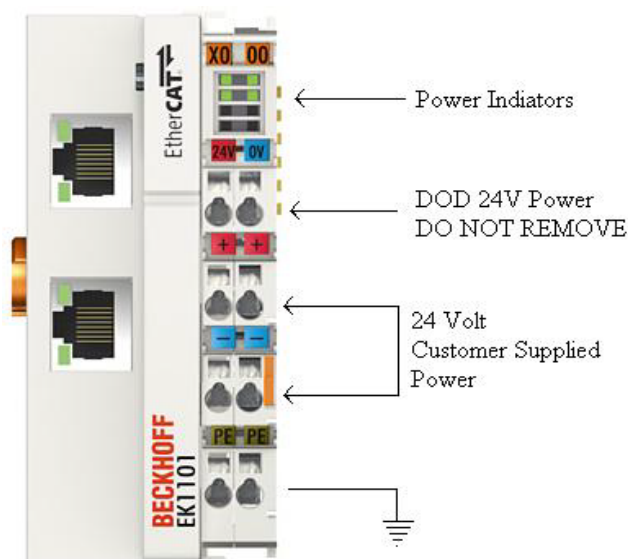 X0 00
EtherCAT
Power Indiators
24V 0V
DOD 24V Power
DO NOT REMOVE
+ +
24 Volt
Customer Supplied
Power
− −
PE PE
BECKHOFF
EK1101